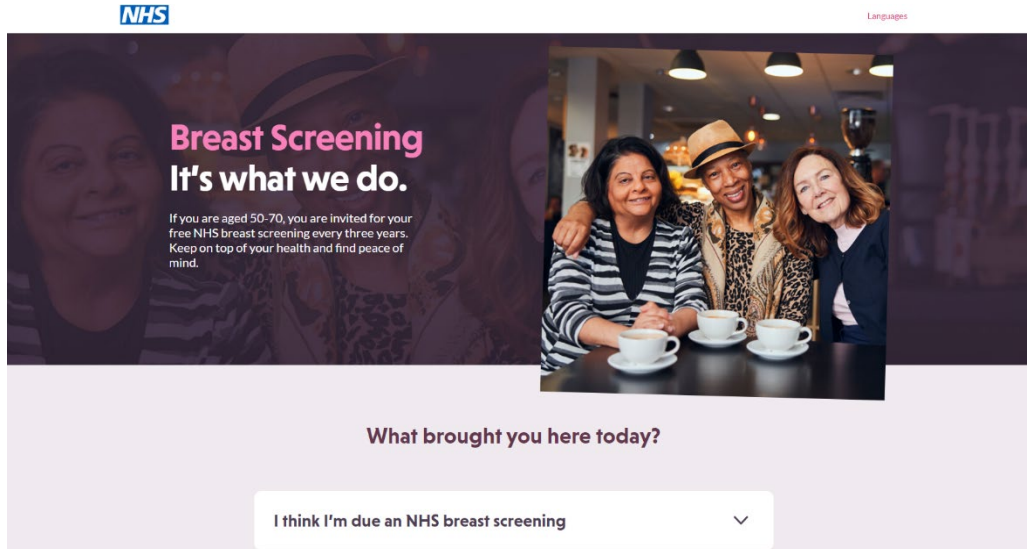 NHS
Languages
Breast Screening
It's what we do.
If you are aged 50-70, you are invited for your
free NHS breast screening every three years.
Keep on top of your health and find peace of
mind.
What brought you here today?
I think I'm due an NHS breast screening